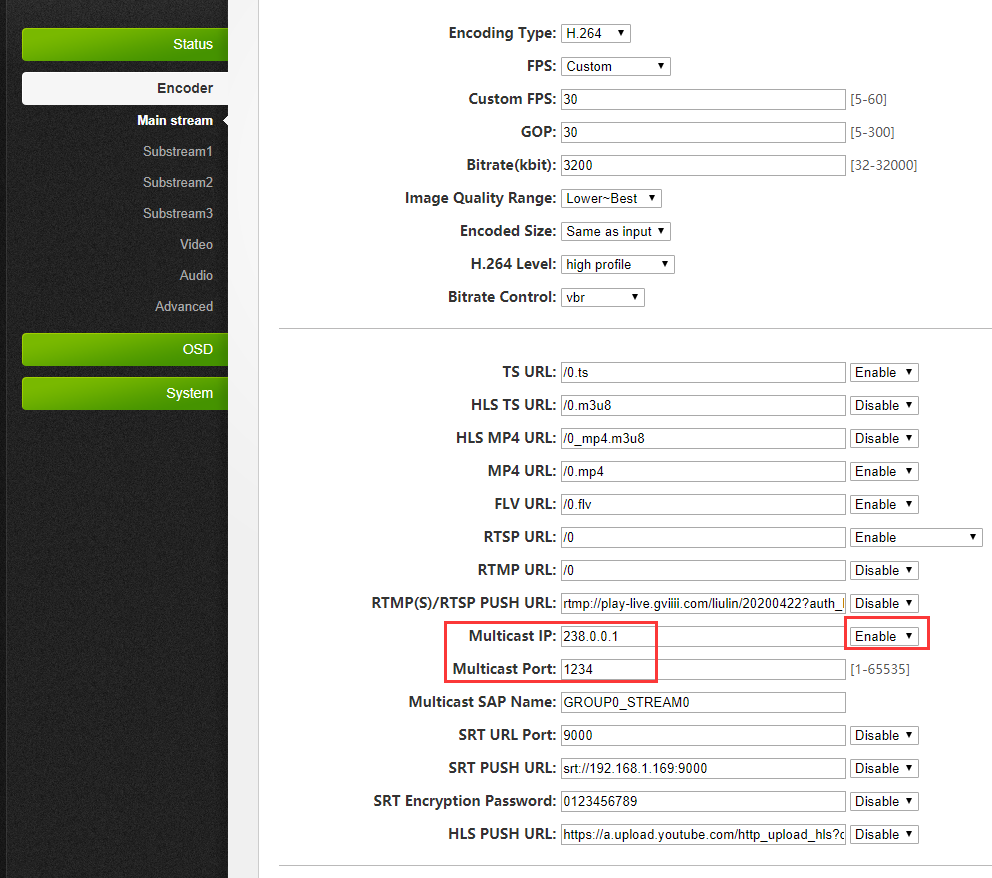 Status
Encoder
Main stream
Substream1
Substream2
Substream3
Video
Audio
Advanced
OSD
System
Encoding Type: H.264
FPS: Custom
Custom FPS: 30 [5-60]
GOP: 30 [5-300]
Bitrate(kbit): 3200 [32-32000]
Image Quality Range: Lower~Best
Encoded Size: Same as input
H.264 Level: high profile
Bitrate Control: vbr
TS URL: /0.ts Enable
HLS TS URL: /0.m3u8 Disable
HLS MP4 URL: /0_mp4.m3u8 Disable
MP4 URL: /0.mp4 Enable
FLV URL: /0.flv Enable
RTSP URL: /0 Enable
RTMP URL: /0 Disable
RTMP(S)/RTSP PUSH URL: rtmp://play-live.gviiii.com/liulin/20200422?auth_ Disable
Multicast IP: 238.0.0.1 Enable
Multicast Port: 1234 [1-65535]
Multicast SAP Name: GROUP0_STREAM0
SRT URL Port: 9000 Disable
SRT PUSH URL: srt://192.168.1.169:9000 Disable
SRT Encryption Password: 0123456789 Disable
HLS PUSH URL: https://a.upload.youtube.com/http_upload_hls? Disable